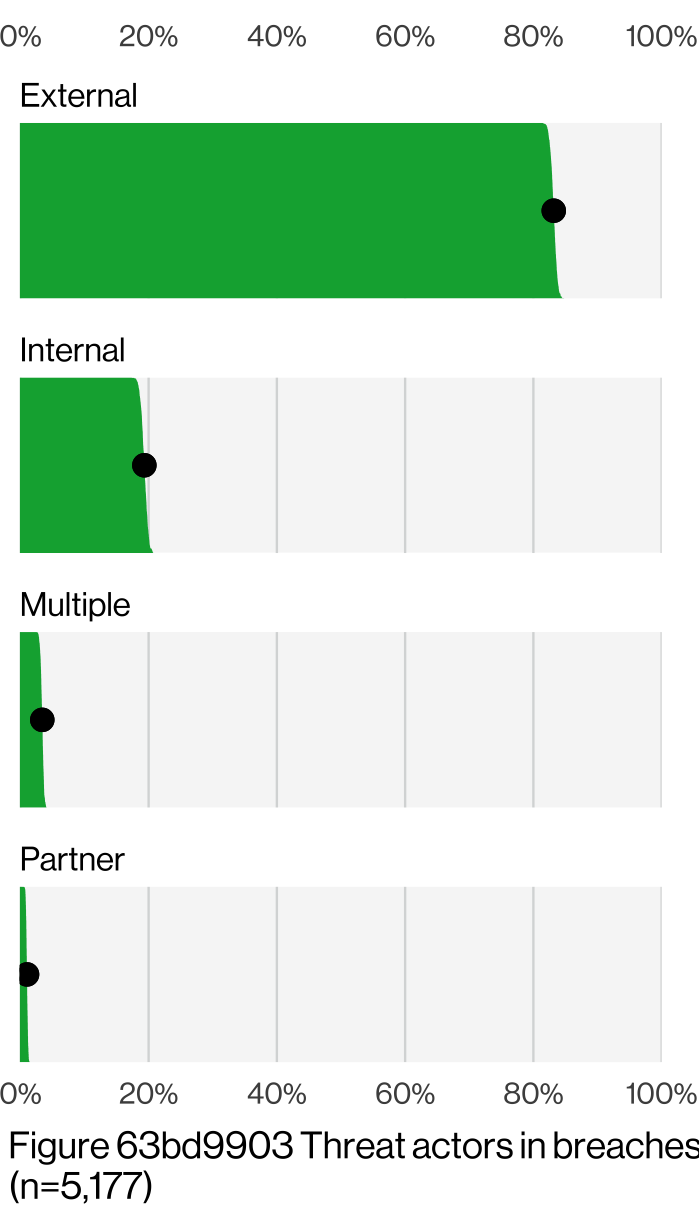 0% 20% 40% 60% 80% 100%
External
Internal
Multiple
Partner
0% 20% 40% 60% 80% 100%
Figure 63bd9903 Threat actors in breaches
(n=5,177)